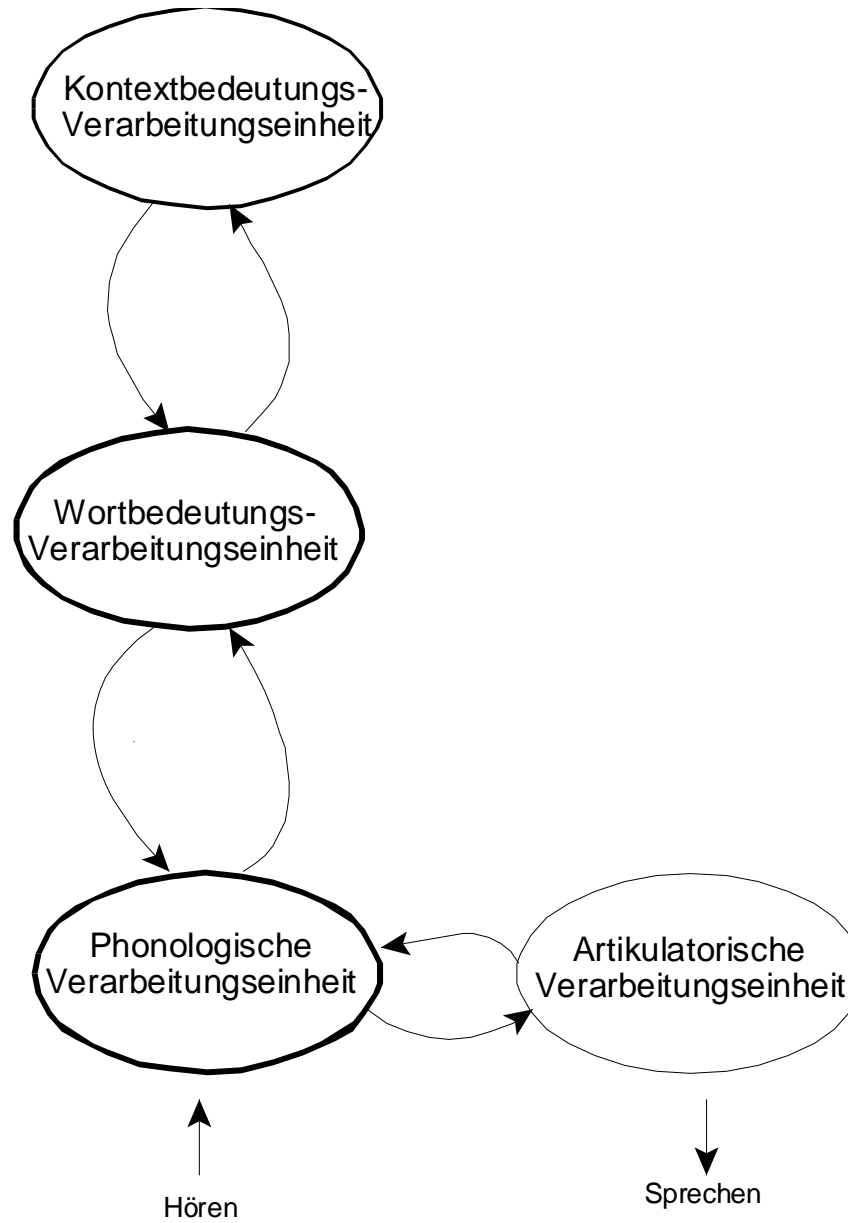 Kontextbedeutungs-
Verarbeitungseinheit
Wortbedeutungs-
Verarbeitungseinheit
Phonologische
Verarbeitungseinheit
Artikulatorische
Verarbeitungseinheit
Hören
Sprechen